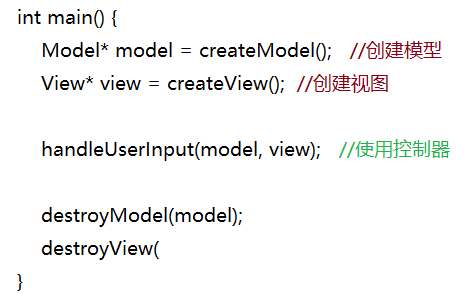 int main() {
Model* model = createModel(); //创建模型
View* view = createView(); //创建视图
handleUserInput(model, view); //使用控制器
destroyModel(model);
destroyView(
}